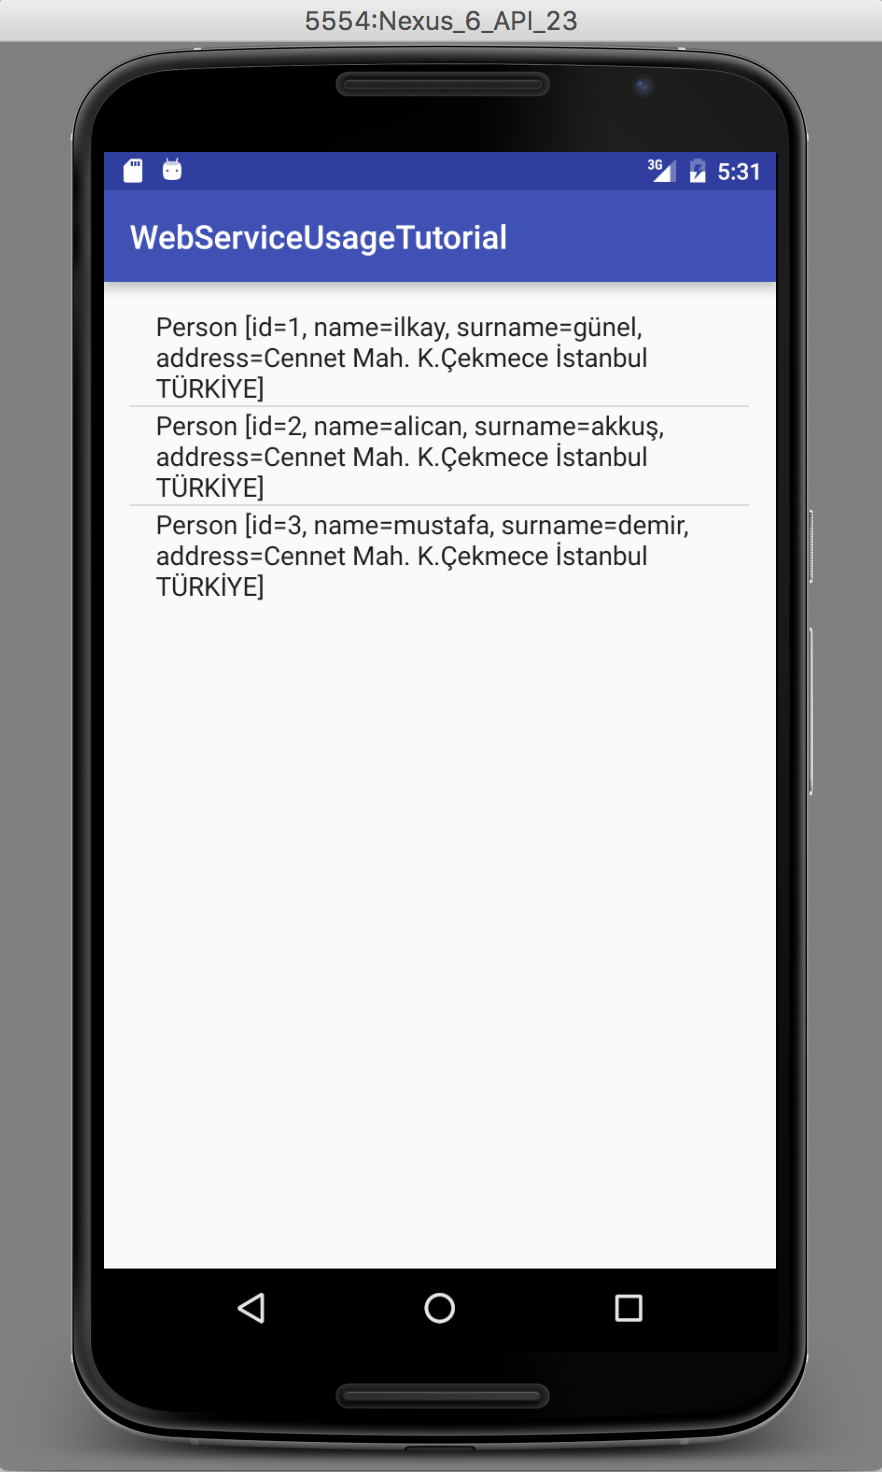 5554:Nexus_6_API_23
3G 5:31
WebServiceUsageTutorial
Person [id=1, name=ilkay, surname=günel,
address=Cennet Mah. K.Çekmece İstanbul
TÜRKİYE]
Person [id=2, name=alican, surname=akkuş,
address=Cennet Mah. K.Çekmece İstanbul
TÜRKİYE]
Person [id=3, name=mustafa, surname=demir,
address=Cennet Mah. K.Çekmece İstanbul
TÜRKİYE]